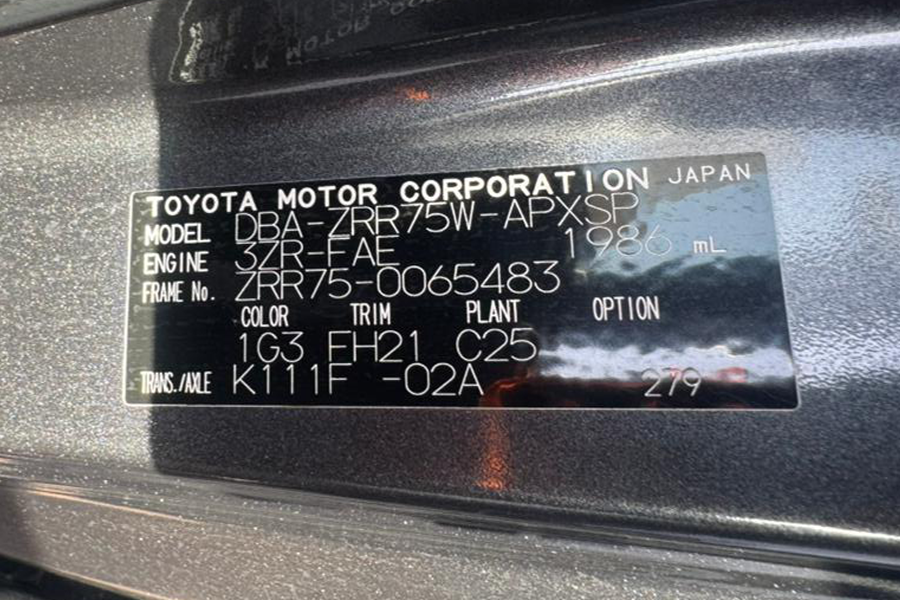 TOYOTA MOTOR CORPORATION JAPAN
MODEL DBA-ZRR75W-APXSP
ENGINE 3ZR-FAE 1986 mL
FRAME No. ZRR75-0065483
COLOR TRIM PLANT OPTION
1G3 FH21 C25
TRANS./AXLE K111F -02A 279